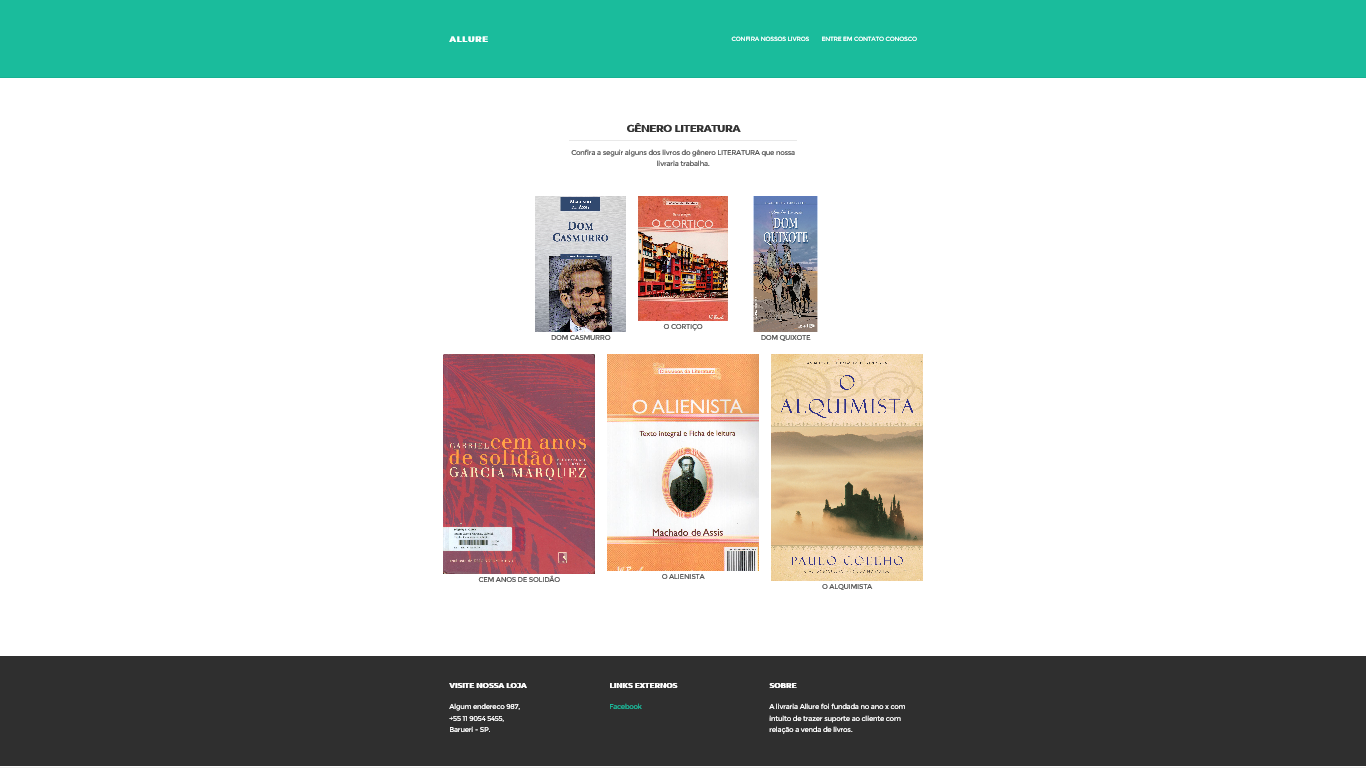 ALLURE
CONFIRA NOSSOS LIVROS
ENTRE EM CONTATO CONOSCO
GÊNERO LITERATURA
Confira a seguir alguns dos livros do gênero LITERATURA que nossa
livraria trabalha.
DOM
CASMURRO
O CORTIÇO
DOM
QUIXOTE
DOM CASMURRO
O CORTIÇO
DOM QUIXOTE
GABRIEL cem anos
de solidão
GARCIA MÁRQUEZ
CEM ANOS DE SOLIDÃO
Clássicos da Literatura
O ALIENISTA
Texto integral e Ficha de leitura
Machado de Assis
O ALIENISTA
O
ALQUIMISTA
PAULO COELHO
O ALQUIMISTA
VISITE NOSSA LOJA
Algum endereco 987,
+55 11 9054 5455,
Barueri - SP.
LINKS EXTERNOS
Facebook
SOBRE
A livraria Allure foi fundada no ano x com
intuito de trazer suporte ao cliente com
relação a venda de livros.